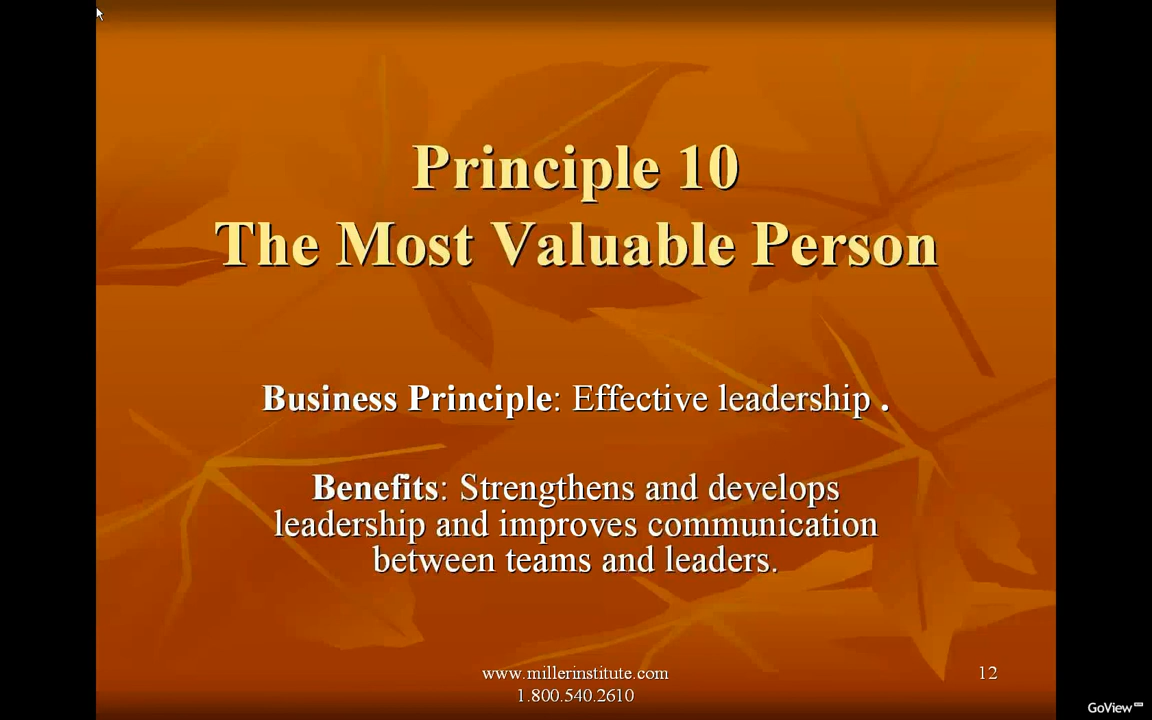 Principle 10
The Most Valuable Person
Business Principle: Effective leadership .
Benefits: Strengthens and develops
leadership and improves communication
between teams and leaders.
www.millerinstitute.com
1.800.540.2610
12
GoView